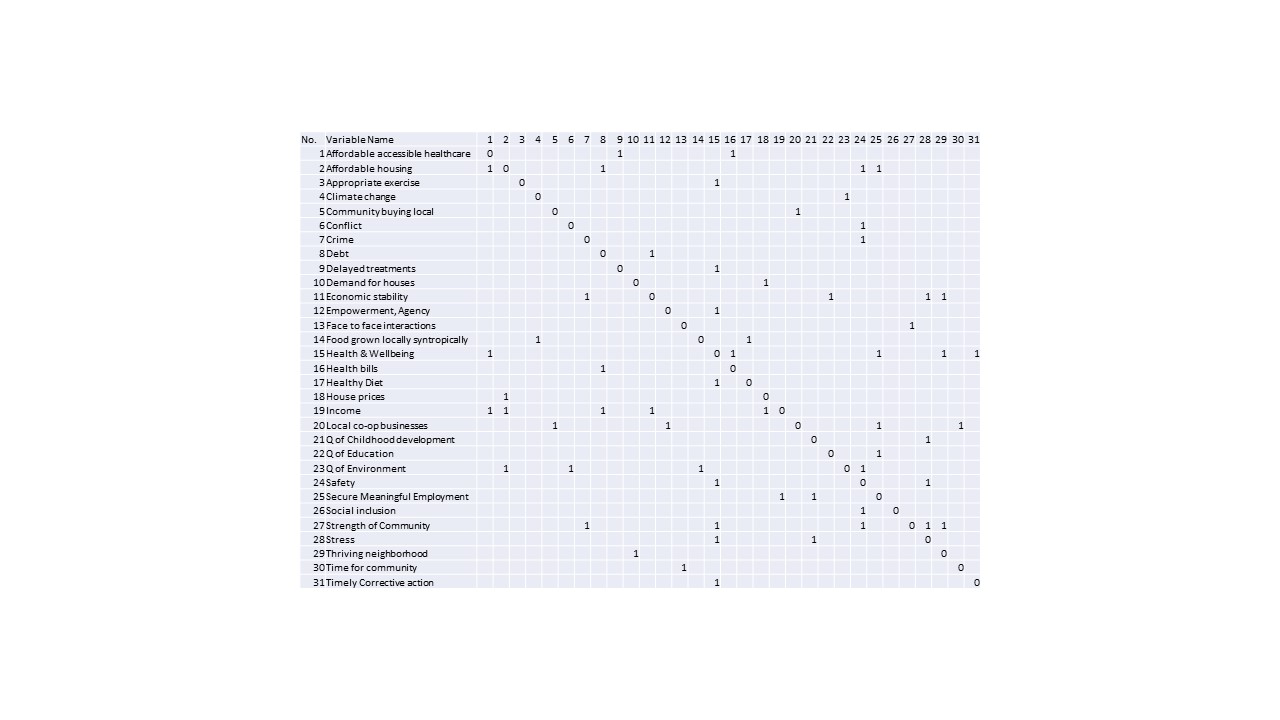 No. Variable Name 1 2 3 4 5 6 7 8 9 10 11 12 13 14 15 16 17 18 19 20 21 22 23 24 25 26 27 28 29 30 31
1 Affordable accessible healthcare 0 1 1
2 Affordable housing 1 0 1 1 1
3 Appropriate exercise 0 1
4 Climate change 0 1
5 Community buying local 0 1
6 Conflict 0 1
7 Crime 0 1
8 Debt 0 1
9 Delayed treatments 0 1
10 Demand for houses 0 1
11 Economic stability 1 0 1 1 1
12 Empowerment, Agency 0 1
13 Face to face interactions 0 1
14 Food grown locally syntropically 1 0 1
15 Health & Wellbeing 1 0 1 1 1 1
16 Health bills 1 0
17 Healthy Diet 1 0
18 House prices 1 0
19 Income 1 1 1 1 1 0
20 Local co-op businesses 1 1 0 1 1
21 Q of Childhood development 0 1
22 Q of Education 0 1
23 Q of Environment 1 1 1 0 1
24 Safety 1 0 1
25 Secure Meaningful Employment 1 1 0
26 Social inclusion 1 0
27 Strength of Community 1 1 1 0 1 1
28 Stress 1 1 0
29 Thriving neighborhood 1 0
30 Time for community 1 0
31 Timely Corrective action 1 0